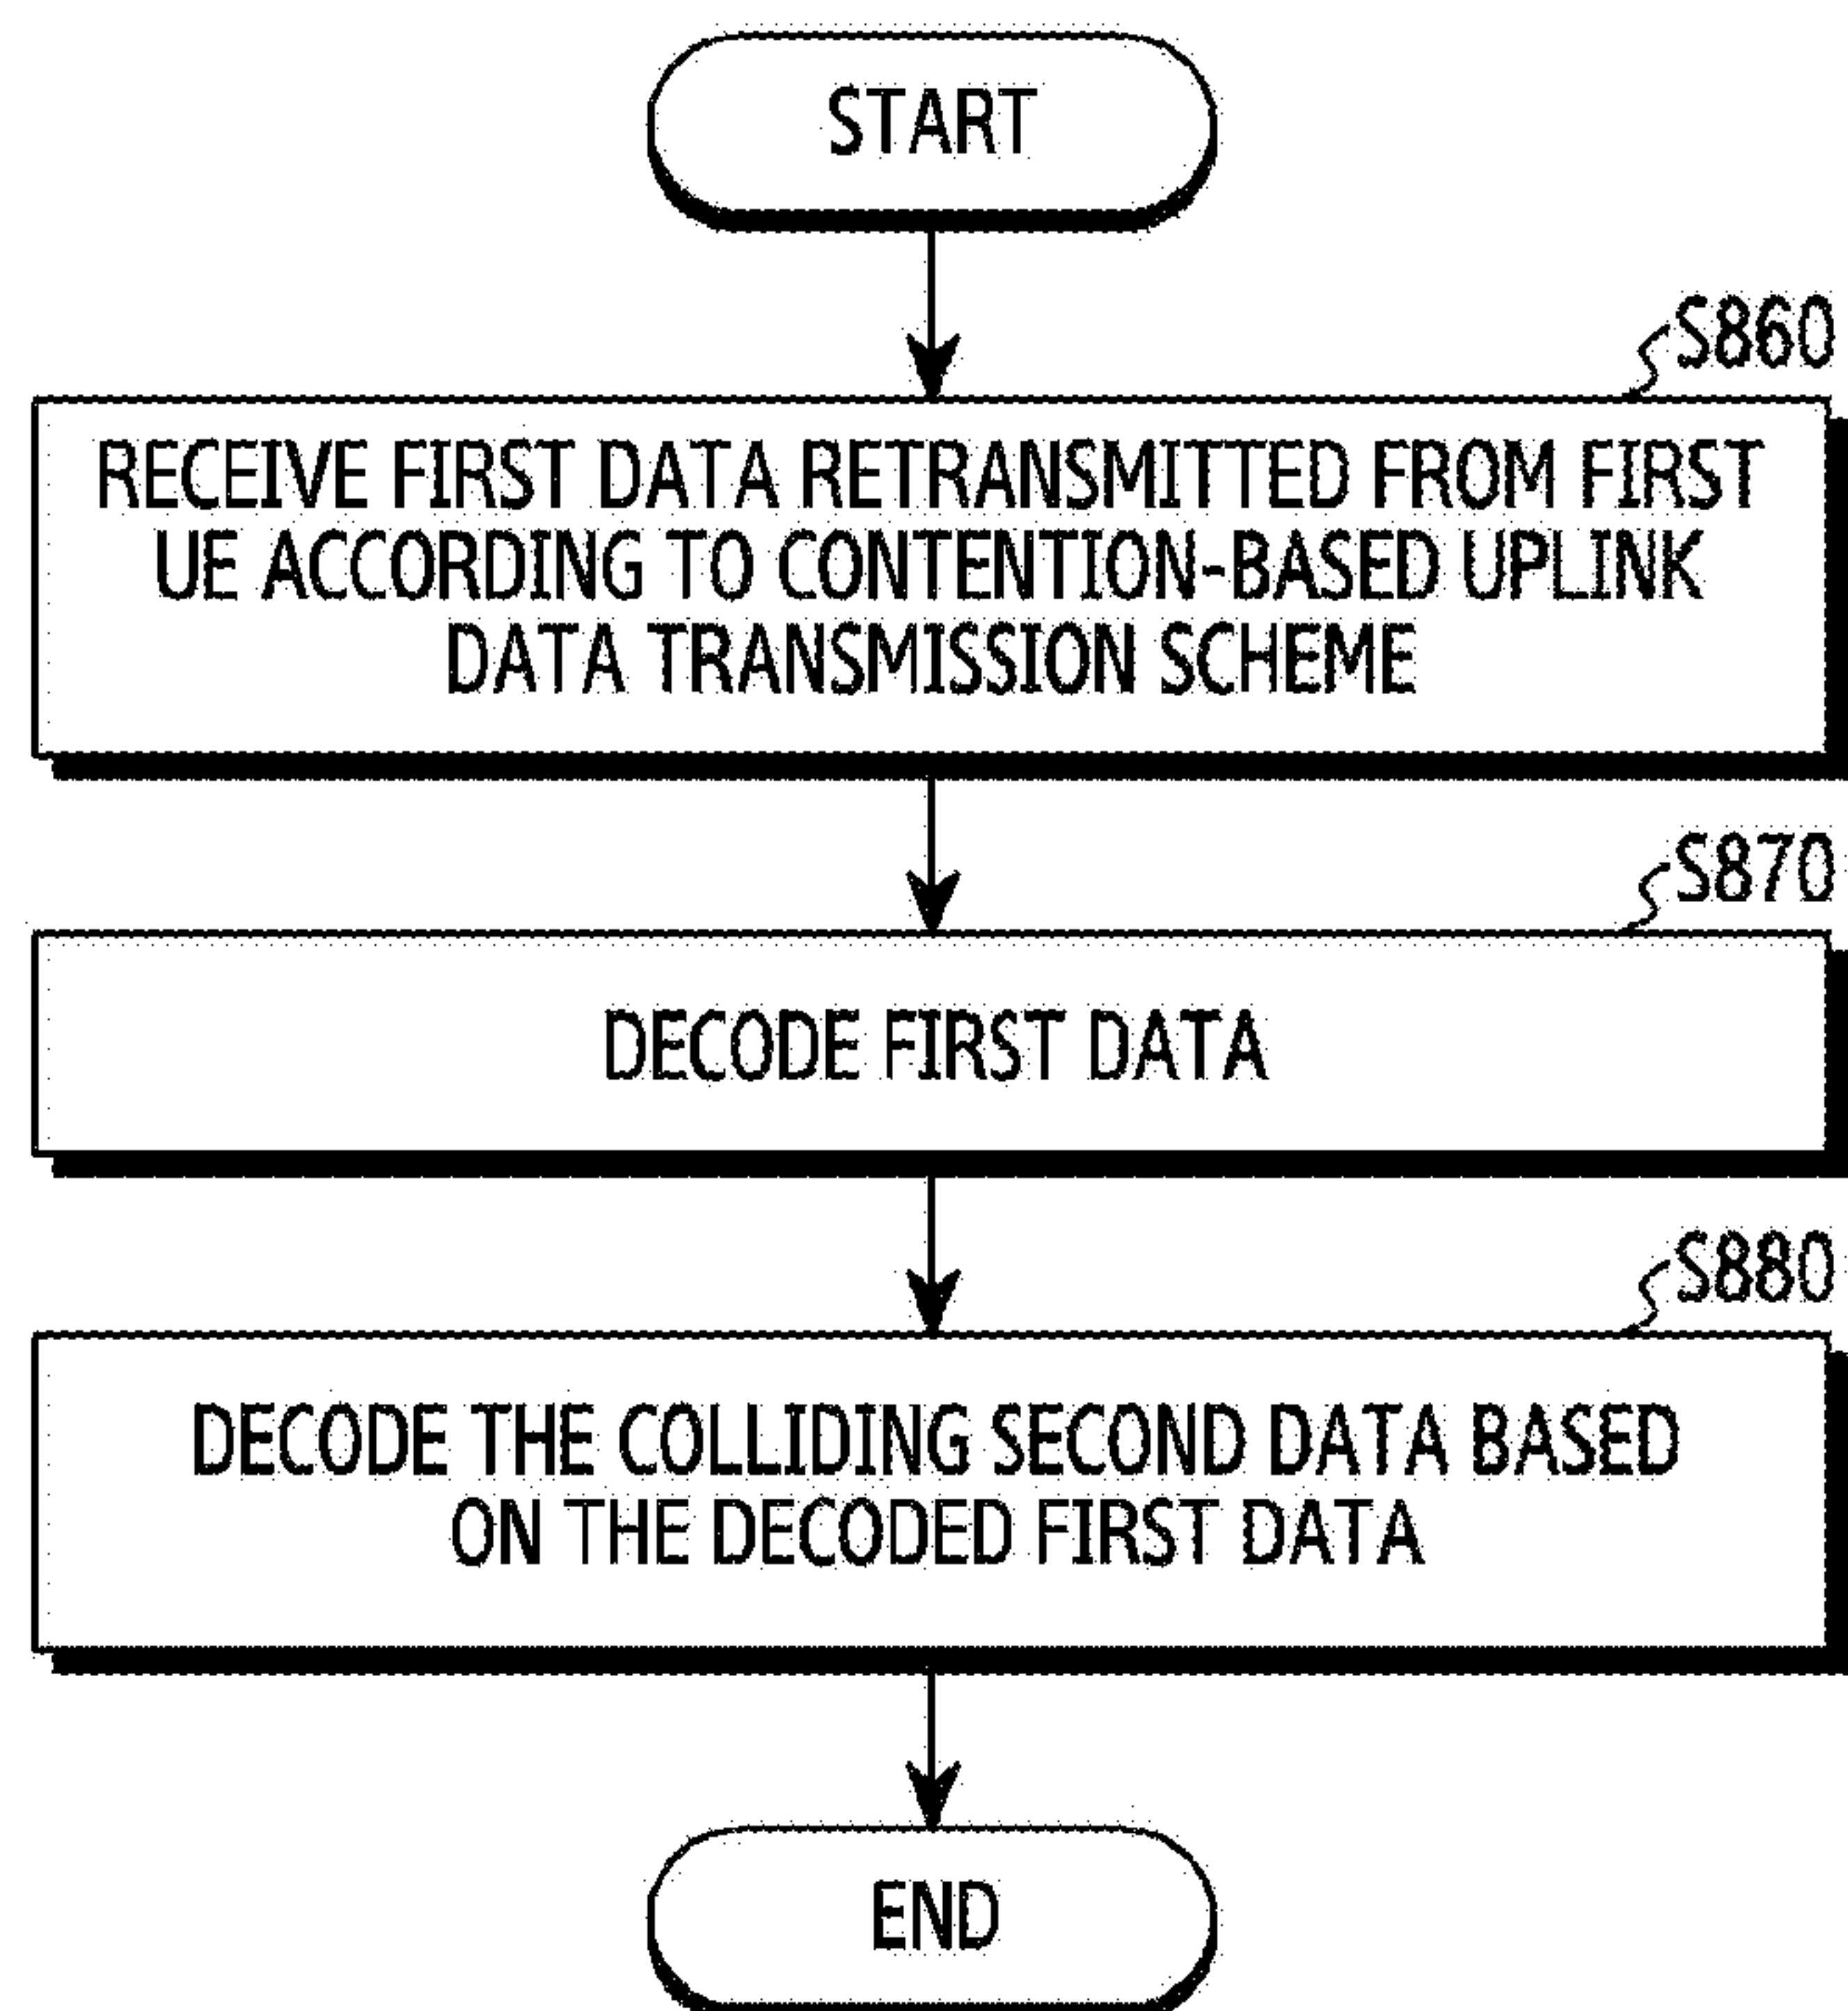 START
S860
RECEIVE FIRST DATA RETRANSMITTED FROM FIRST
UE ACCORDING TO CONTENTION-BASED UPLINK
DATA TRANSMISSION SCHEME
S870
DECODE FIRST DATA
S880
DECODE THE COLLIDING SECOND DATA BASED
ON THE DECODED FIRST DATA
END